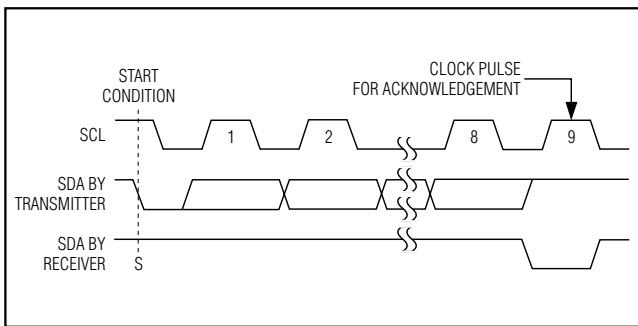 START
CONDITION
CLOCK PULSE
FOR ACKNOWLEDGEMENT
SCL
1
2
8
9
SDA BY
TRANSMITTER
SDA BY
RECEIVER
S